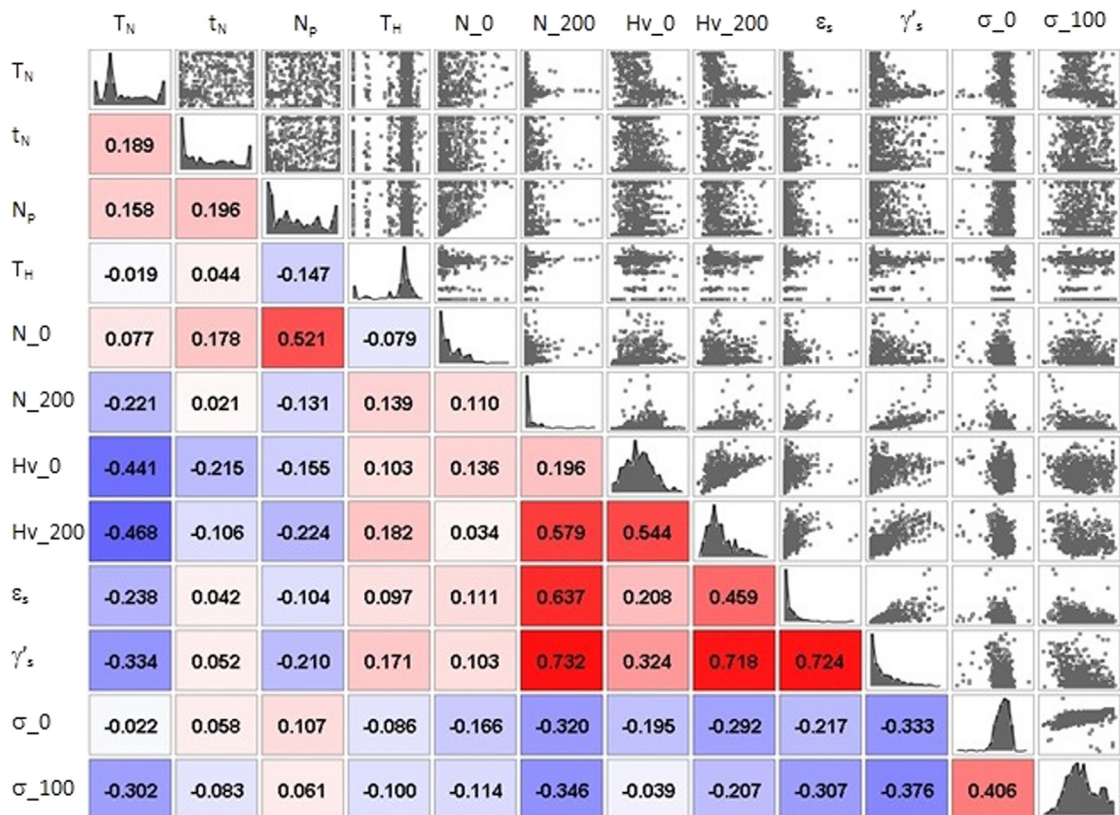 T_N t_N N_p T_H N_0 N_200 Hv_0 Hv_200 ε_s γ'_s σ_0 σ_100
T_N
t_N 0.189
N_p 0.158 0.196
T_H -0.019 0.044 -0.147
N_0 0.077 0.178 0.521 -0.079
N_200 -0.221 0.021 -0.131 0.139 0.110
Hv_0 -0.441 -0.215 -0.155 0.103 0.136 0.196
Hv_200 -0.468 -0.106 -0.224 0.182 0.034 0.579 0.544
ε_s -0.238 0.042 -0.104 0.097 0.111 0.637 0.208 0.459
γ'_s -0.334 0.052 -0.210 0.171 0.103 0.732 0.324 0.718 0.724
σ_0 -0.022 0.058 0.107 -0.086 -0.166 -0.320 -0.195 -0.292 -0.217 -0.333
σ_100 -0.302 -0.083 0.061 -0.100 -0.114 -0.346 -0.039 -0.207 -0.307 -0.376 0.406